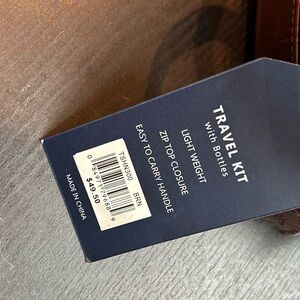 TRAVEL KIT
with Bottles
LIGHT WEIGHT
ZIP TOP CLOSURE
EASY TO CARRY HANDLE
TSHN300 BRN
$49.50
MADE IN CHINA